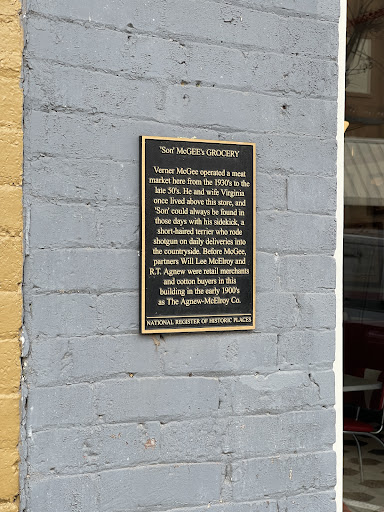 'Son' McGEE's GROCERY
Verner McGee operated a meat
market here from the 1930's to the
late 50's. He and wife Virginia
once lived above this store, and
'Son' could always be found in
those days with his sidekick, a
short-haired terrier who rode
shotgun on daily deliveries into
the countryside. Before McGee,
partners Will Lee McElroy and
R.T. Agnew were retail merchants
and cotton buyers in this
building in the early 1900's
as The Agnew-McElroy Co.
NATIONAL REGISTER OF HISTORIC PLACES